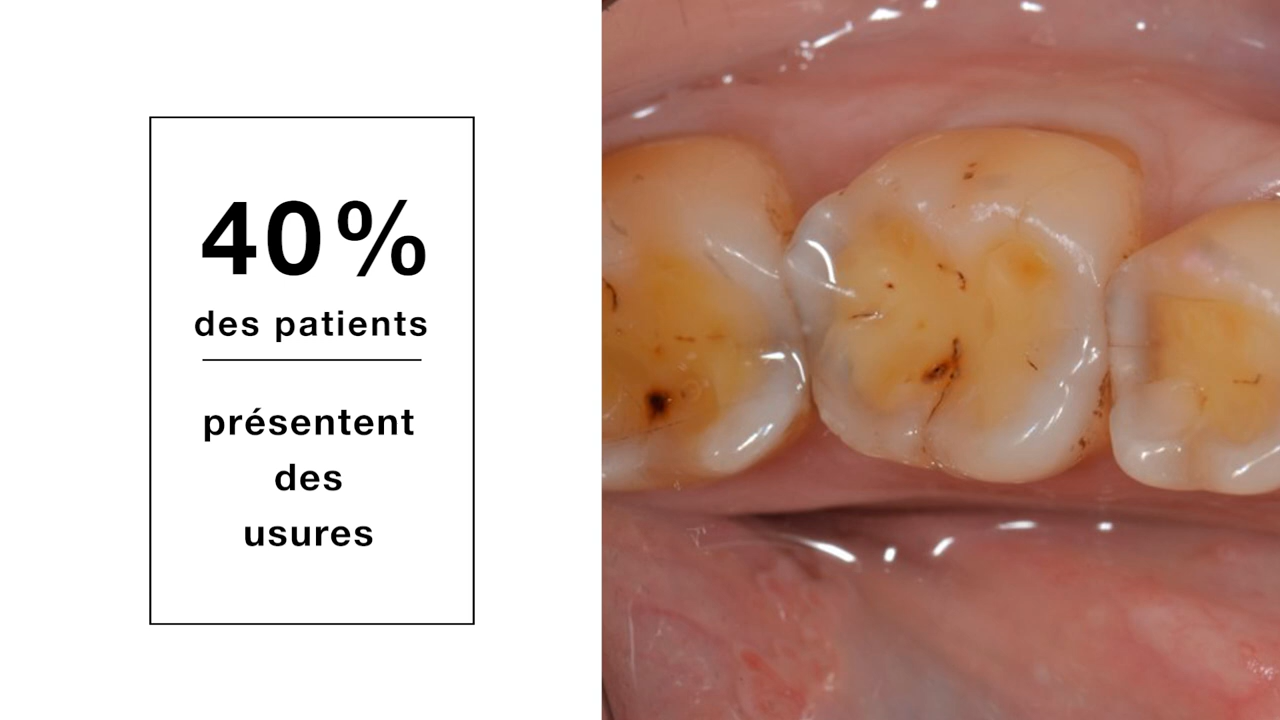 40%
des patients
présentent
des
usures